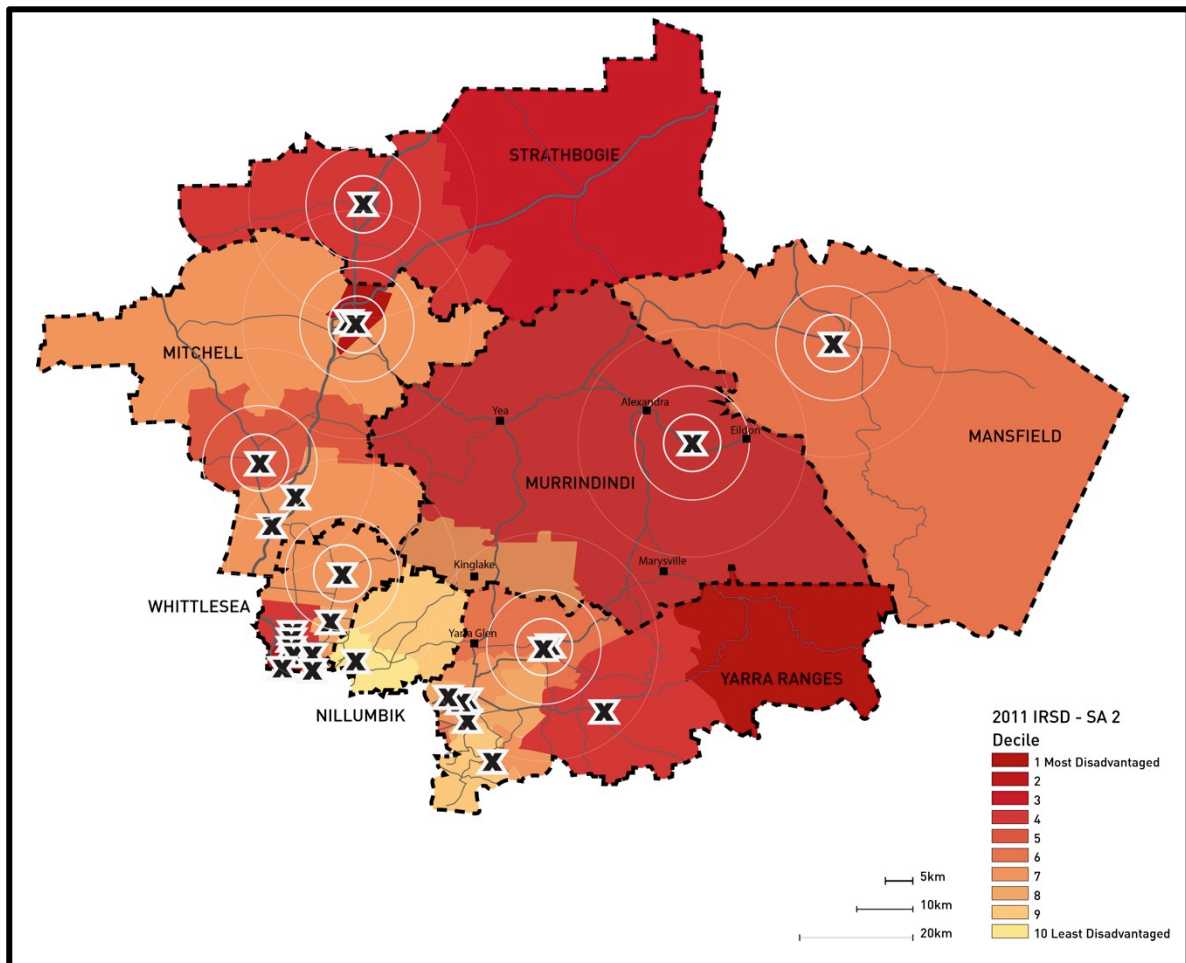 STRATHBOGIE
MITCHELL
MANSFIELD
Alexandra
Yea
Eildon
MURRINDINDI
Kinglake
Marysville
WHITTLESEA
Yarra Glen
YARRA RANGES
NILLUMBIK
2011 IRSD - SA 2
Decile
1 Most Disadvantaged
2
3
4
5
6
7
8
9
10 Least Disadvantaged
5km
10km
20km